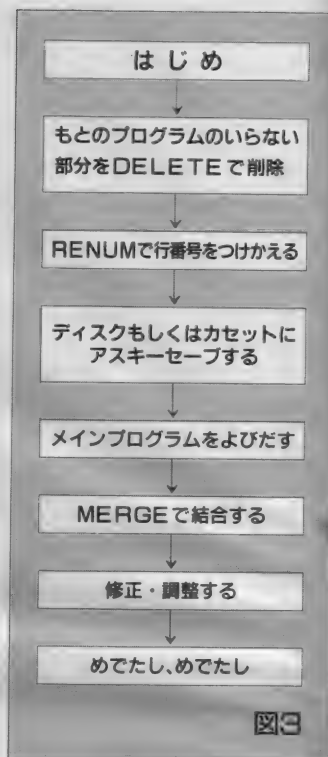 はじめ
もとのプログラムのいらない
部分をDELETEで削除
RENUMで行番号をつけかえる
ディスクもしくはカセットに
アスキーセーブする
メインプログラムをよびだす
MERGEで結合する
修正・調整する
めでたし、めでたし
図3